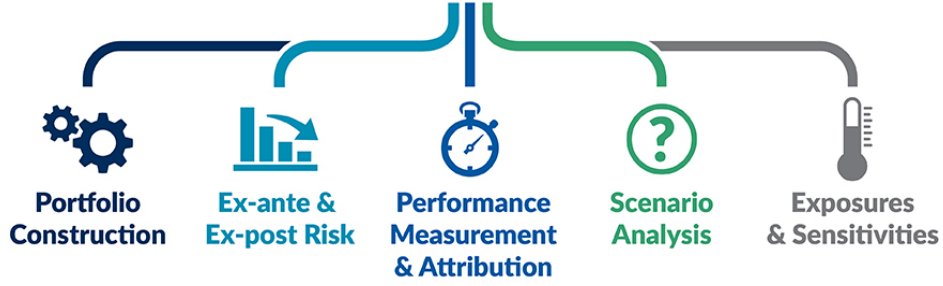 Portfolio
Construction
Ex-ante &
Ex-post Risk
Performance
Measurement
& Attribution
?
Scenario
Analysis
Exposures
& Sensitivities